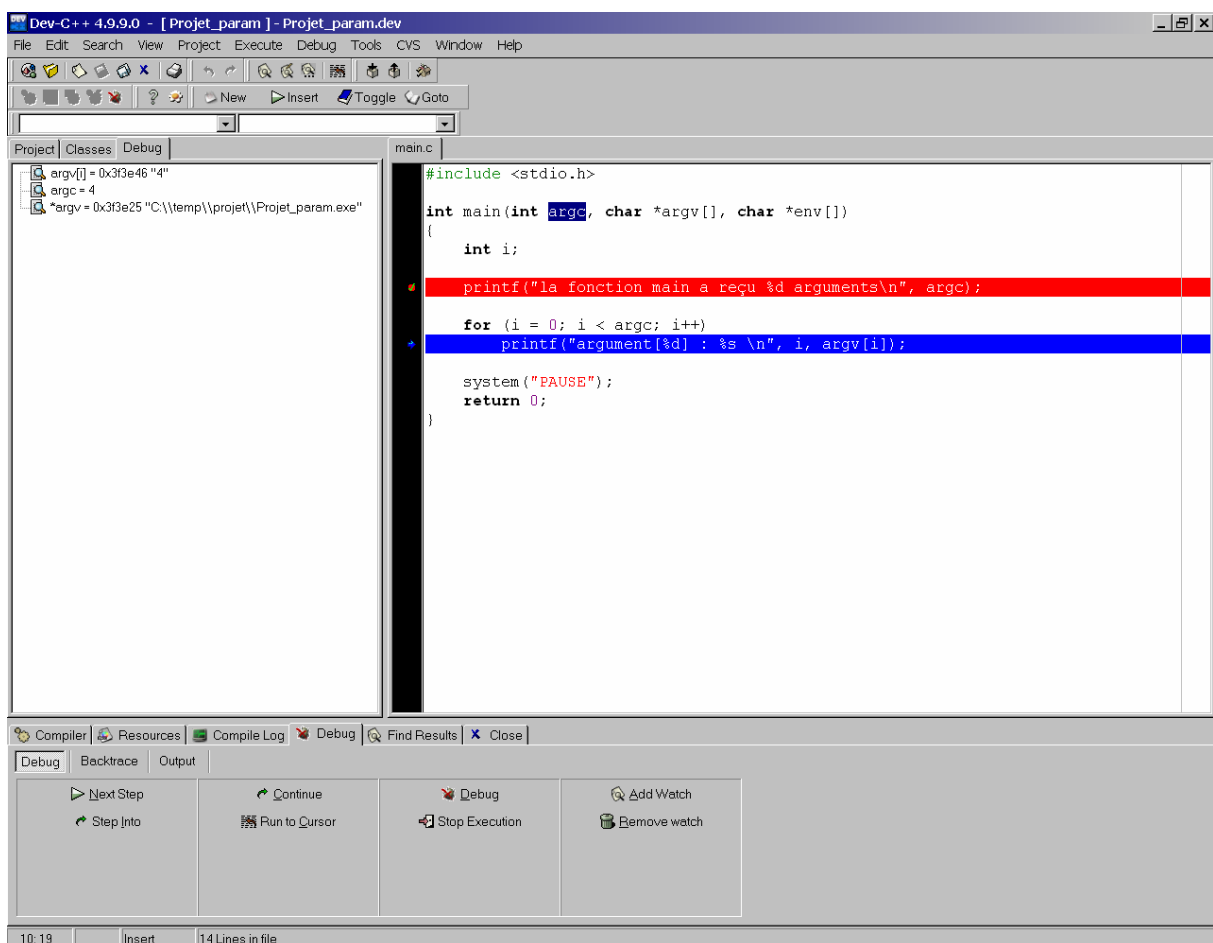 Dev-C++ 4.9.9.0 - [ Projet_param ] - Projet_param.dev
File Edit Search View Project Execute Debug Tools CVS Window Help
New Insert Toggle Goto
Project Classes Debug
main.c
argv[i] = 0x3f3e46 "4"
argc = 4
*argv = 0x3f3e25 "C:\\temp\\projet\\Projet_param.exe"
#include <stdio.h>
int main(int argc, char *argv[], char *env[])
{
int i;
printf("la fonction main a reçu %d arguments\n", argc);
for (i = 0; i < argc; i++)
printf("argument[%d] : %s \n", i, argv[i]);
system("PAUSE");
return 0;
}
Compiler Resources Compile Log Debug Find Results Close
Debug Backtrace Output
Next Step Continue Debug Add Watch
Step Into Run to Cursor Stop Execution Remove watch
10: 19 Insert 14 Lines in file